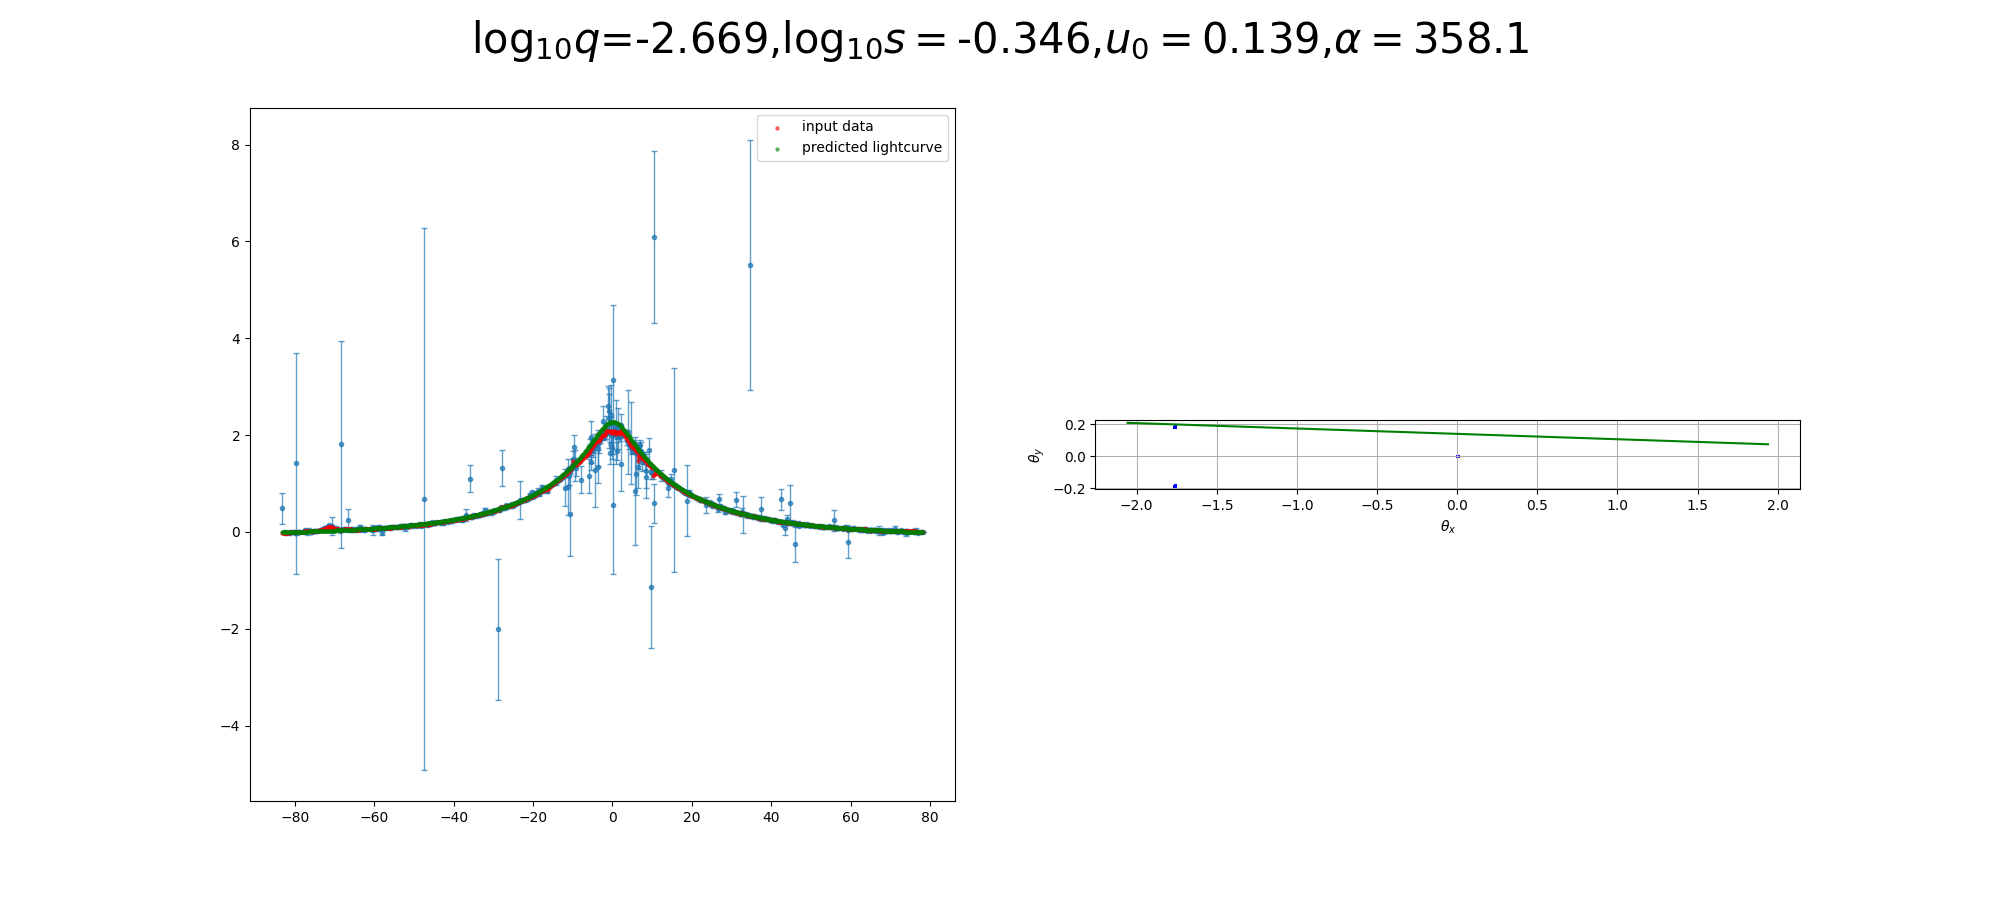 log₁₀q=-2.669,log₁₀s = -0.346,u₀ = 0.139,α = 358.1
input data
predicted lightcurve
8
6
4
2
0
−2
−4
−80 −60 −40 −20 0 20 40 60 80
θy
0.2
0.0
−0.2
−2.0 −1.5 −1.0 −0.5 0.0 0.5 1.0 1.5 2.0
θx